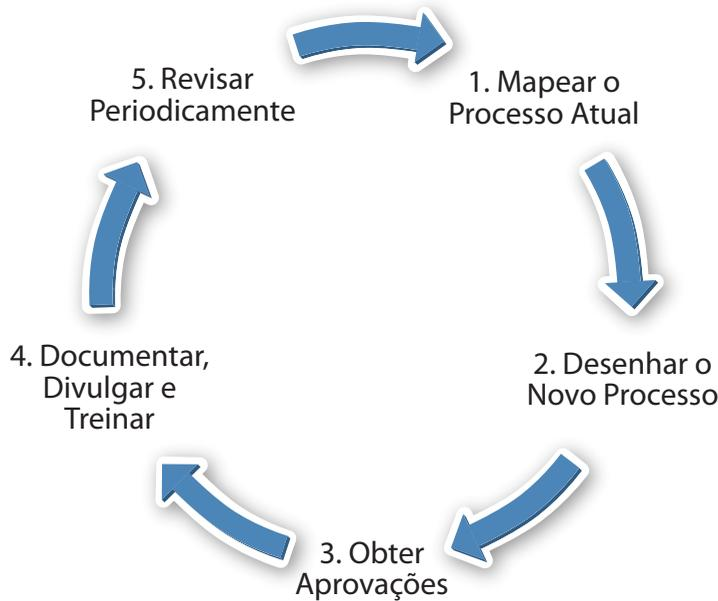 1. Mapear o
Processo Atual
2. Desenhar o
Novo Processo
3. Obter
Aprovações
4. Documentar,
Divulgar e
Treinar
5. Revisar
Periodicamente